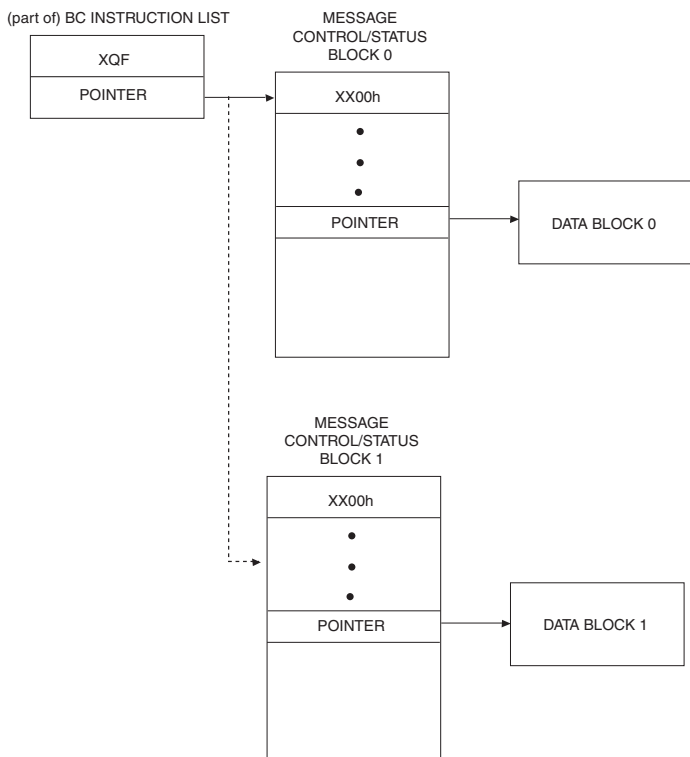 (part of) BC INSTRUCTION LIST
XQF
POINTER
MESSAGE
CONTROL/STATUS
BLOCK 0
XX00h
POINTER
DATA BLOCK 0
MESSAGE
CONTROL/STATUS
BLOCK 1
XX00h
POINTER
DATA BLOCK 1